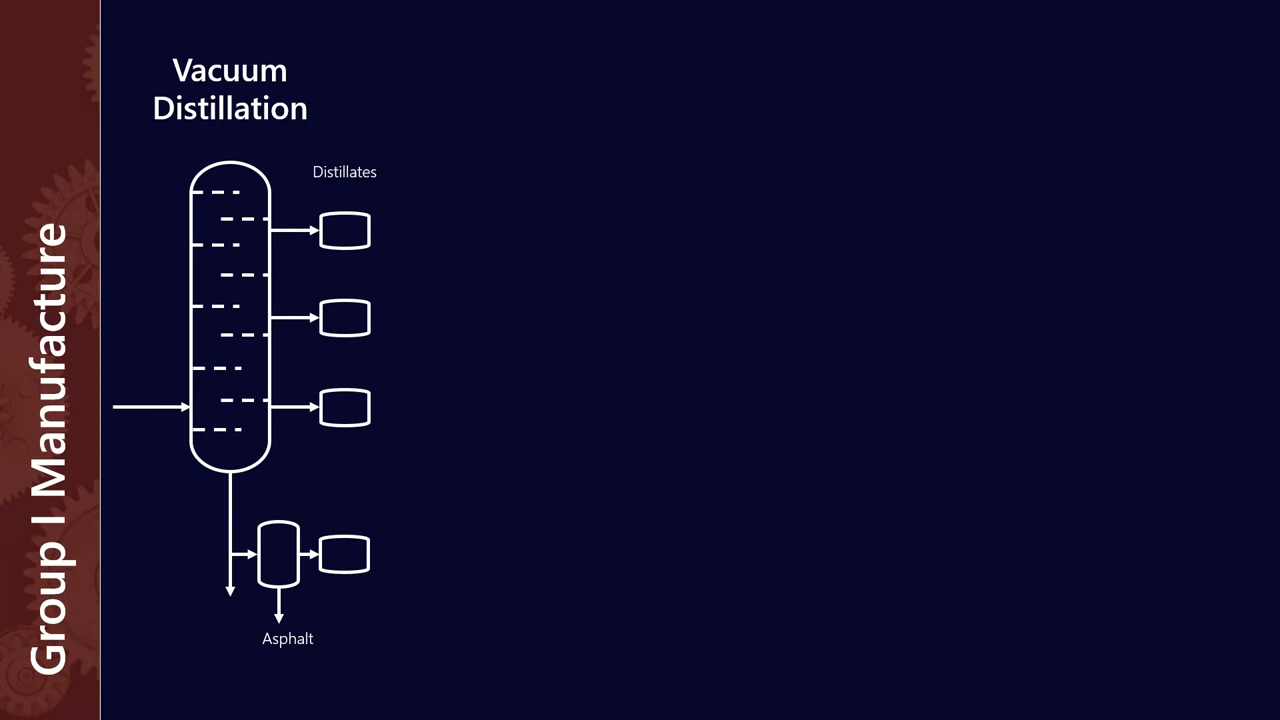 Group I Manufacture
Vacuum
Distillation
Distillates
Asphalt